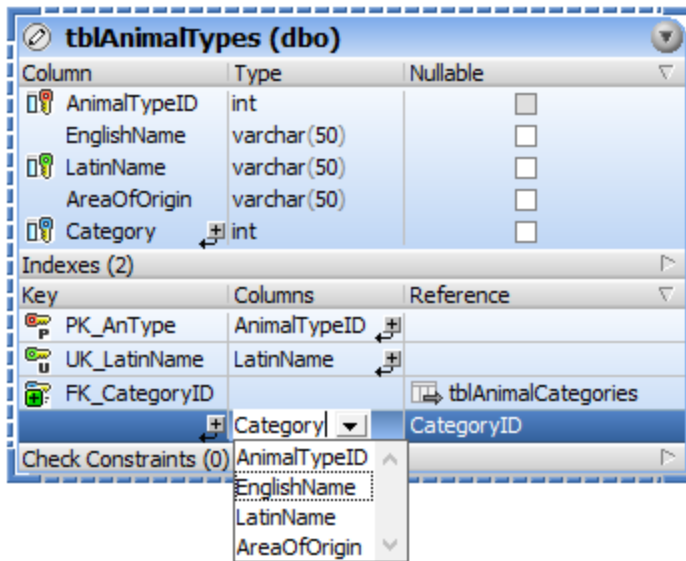 tblAnimalTypes (dbo)
Column Type Nullable
AnimalTypeID int
EnglishName varchar(50)
LatinName varchar(50)
AreaOfOrigin varchar(50)
Category int
Indexes (2)
Key Columns Reference
P PK_AnType AnimalTypeID
U UK_LatinName LatinName
FK_CategoryID tblAnimalCategories
Category CategoryID
Check Constraints (0) AnimalTypeID
EnglishName
LatinName
AreaOfOrigin